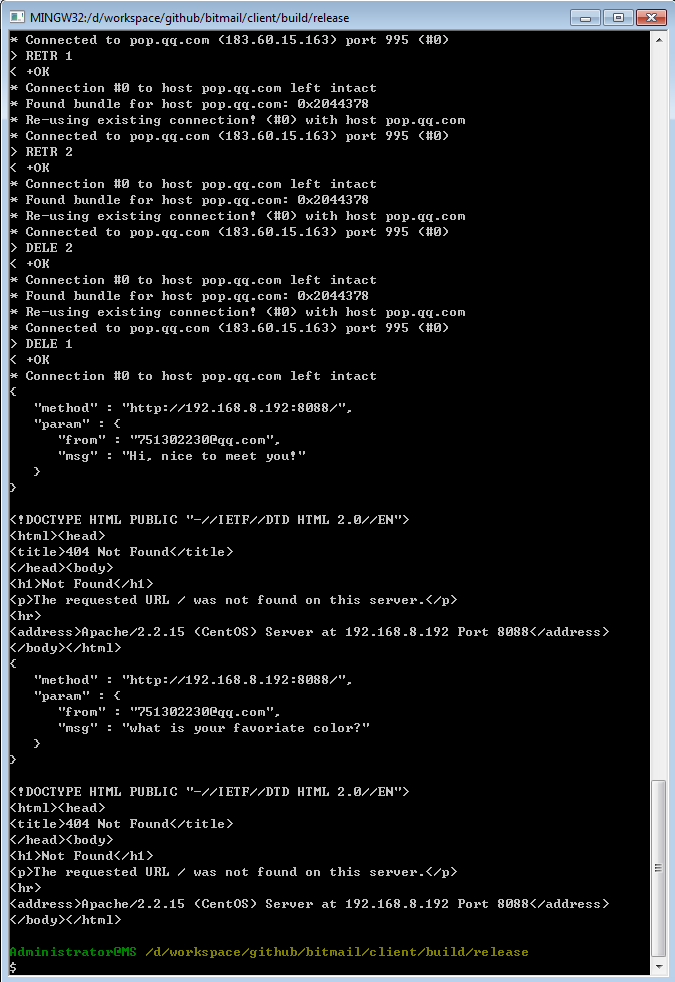 MINGW32:/d/workspace/github/bitmail/client/build/release
* Connected to pop.qq.com (183.60.15.163) port 995 (#0)
> RETR 1
< +OK
* Connection #0 to host pop.qq.com left intact
* Found bundle for host pop.qq.com: 0x2044378
* Re-using existing connection! (#0) with host pop.qq.com
* Connected to pop.qq.com (183.60.15.163) port 995 (#0)
> RETR 2
< +OK
* Connection #0 to host pop.qq.com left intact
* Found bundle for host pop.qq.com: 0x2044378
* Re-using existing connection! (#0) with host pop.qq.com
* Connected to pop.qq.com (183.60.15.163) port 995 (#0)
> DELE 2
< +OK
* Connection #0 to host pop.qq.com left intact
* Found bundle for host pop.qq.com: 0x2044378
* Re-using existing connection! (#0) with host pop.qq.com
* Connected to pop.qq.com (183.60.15.163) port 995 (#0)
> DELE 1
< +OK
* Connection #0 to host pop.qq.com left intact
{
   "method" : "http://192.168.8.192:8088/",
   "param" : {
      "from" : "751302230@qq.com",
      "msg" : "Hi, nice to meet you!"
   }
}

<!DOCTYPE HTML PUBLIC "-//IETF//DTD HTML 2.0//EN">
<html><head>
<title>404 Not Found</title>
</head><body>
<h1>Not Found</h1>
<p>The requested URL / was not found on this server.</p>
<hr>
<address>Apache/2.2.15 (CentOS) Server at 192.168.8.192 Port 8088</address>
</body></html>
{
   "method" : "http://192.168.8.192:8088/",
   "param" : {
      "from" : "751302230@qq.com",
      "msg" : "what is your favoriate color?"
   }
}

<!DOCTYPE HTML PUBLIC "-//IETF//DTD HTML 2.0//EN">
<html><head>
<title>404 Not Found</title>
</head><body>
<h1>Not Found</h1>
<p>The requested URL / was not found on this server.</p>
<hr>
<address>Apache/2.2.15 (CentOS) Server at 192.168.8.192 Port 8088</address>
</body></html>

Administrator@MS /d/workspace/github/bitmail/client/build/release
$